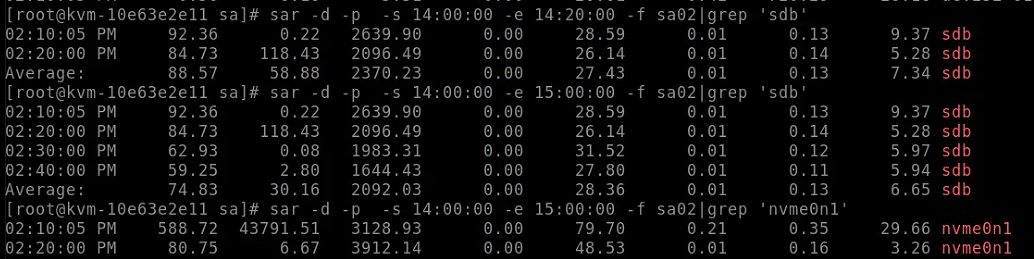 [root@kvm-10e63e2e11 sa]# sar -d -p  -s 14:00:00 -e 14:20:00 -f sa02|grep 'sdb'
02:10:05 PM     92.36      0.22   2639.90      0.00     28.59      0.01      0.13      9.37 sdb
02:20:00 PM     84.73    118.43   2096.49      0.00     26.14      0.01      0.14      5.28 sdb
Average:        88.57     58.88   2370.23      0.00     27.43      0.01      0.13      7.34 sdb
[root@kvm-10e63e2e11 sa]# sar -d -p  -s 14:00:00 -e 15:00:00 -f sa02|grep 'sdb'
02:10:05 PM     92.36      0.22   2639.90      0.00     28.59      0.01      0.13      9.37 sdb
02:20:00 PM     84.73    118.43   2096.49      0.00     26.14      0.01      0.14      5.28 sdb
02:30:00 PM     62.93      0.08   1983.31      0.00     31.52      0.01      0.12      5.97 sdb
02:40:00 PM     59.25      2.80   1644.43      0.00     27.80      0.01      0.11      5.94 sdb
Average:        74.83     30.16   2092.03      0.00     28.36      0.01      0.13      6.65 sdb
[root@kvm-10e63e2e11 sa]# sar -d -p  -s 14:00:00 -e 15:00:00 -f sa02|grep 'nvme0n1'
02:10:05 PM    588.72  43791.51   3128.93      0.00     79.70      0.21      0.35     29.66 nvme0n1
02:20:00 PM     80.75      6.67   3912.14      0.00     48.53      0.01      0.16      3.26 nvme0n1